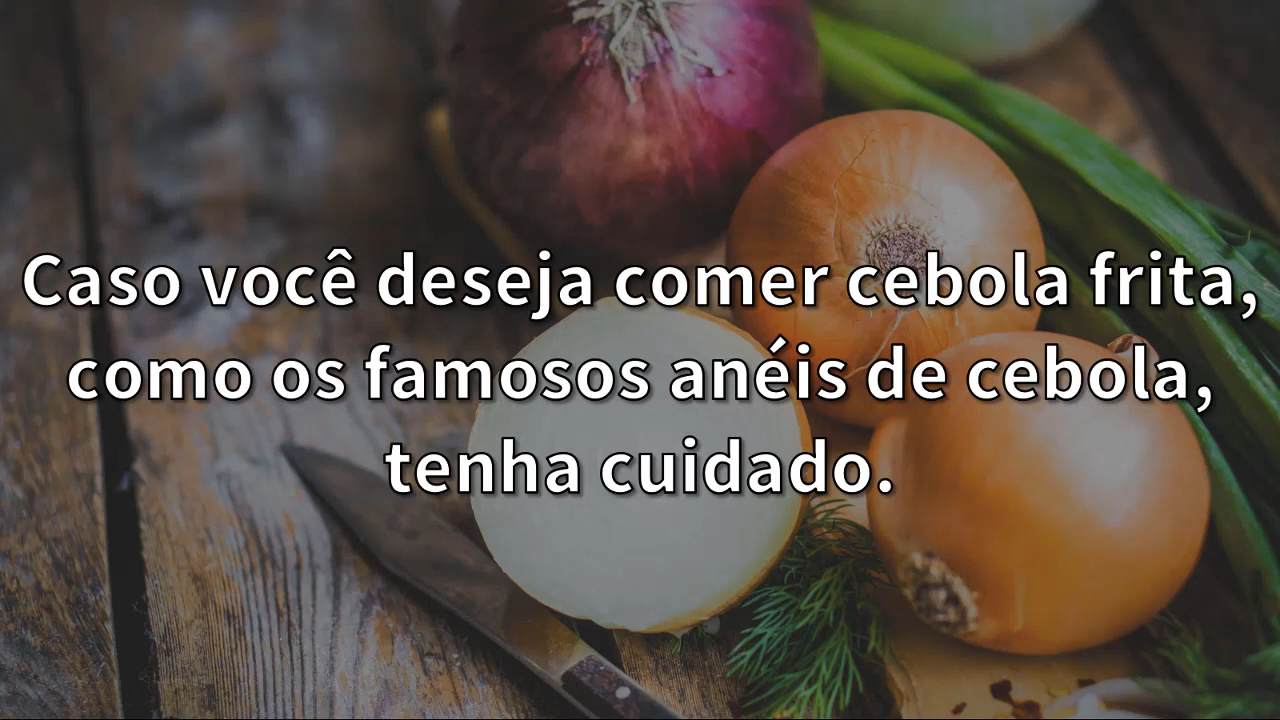 Caso você deseja comer cebola frita,
como os famosos anéis de cebola,
tenha cuidado.